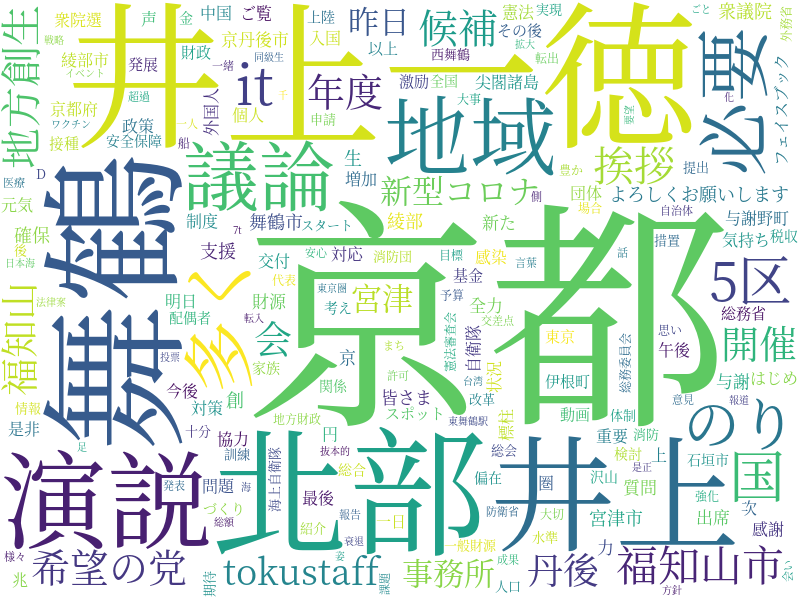 衆院選
声
金
中国
ご覧
昨日
候補
上陸
憲法
実現
ごと
衆議院
外務省
戦略
綾部市
財政
京丹後市
入国
その後
拡大
転出
イベント
発展
一緒
同級生
以上
西舞鶴
地方創生
井上一徳
必要
フェイスブック
京都府
超過
外国人
it
年度
激励
全国
尖閣諸島
大事
申請
千
化
要望
ワクチン
政策
一人
個人
地域
接種
安全保障
船
議論
挨拶
医療
D
生
増加
新型コロナ
豊か
提出
団体
よろしくお願いします
元気
制度
舞鶴市
スタート
綾部
新た
側
場合
自治体
与謝野町
確保
7t
支援
安心
対応
消防団
感染
目標
言葉
話
措置
気持ち
税収
後
日本海
舞鶴
多く
交付
代表
基金
5区
法律案
明日
財源
東京圏
考え
宮津
予算
全力
総務省
福知山
配偶者
転入
会
京都
交差点
憲法審査会
自衛隊
東京
思い
午後
開催
投票
家族
京
まち
状況
台湾
伊根町
総務委員会
与謝
はじめ
情報
今後
創
関係
許可
皆さま
改革
動画
体制
意見
報道
是非
対策
地方財政
スポット
標柱
東舞鶴駅
のり
十分
協力
円
抜本的
重要
消防
足
訓練
海上自衛隊
総合
総会
検討
上
演説
北部
井上
国
発表
問題
海
最後
偏在
圏
沢山
質問
是正
石垣市
強化
次
づくり
総額
報告
紹介
一日
防衛省
大切
宮津市
出席
感謝
様々
希望の党
tokustaff
衰退
一般財源
水準
力
福知山市
兆
期待
姿
課題
事務所
成果
人口
丹後
方針